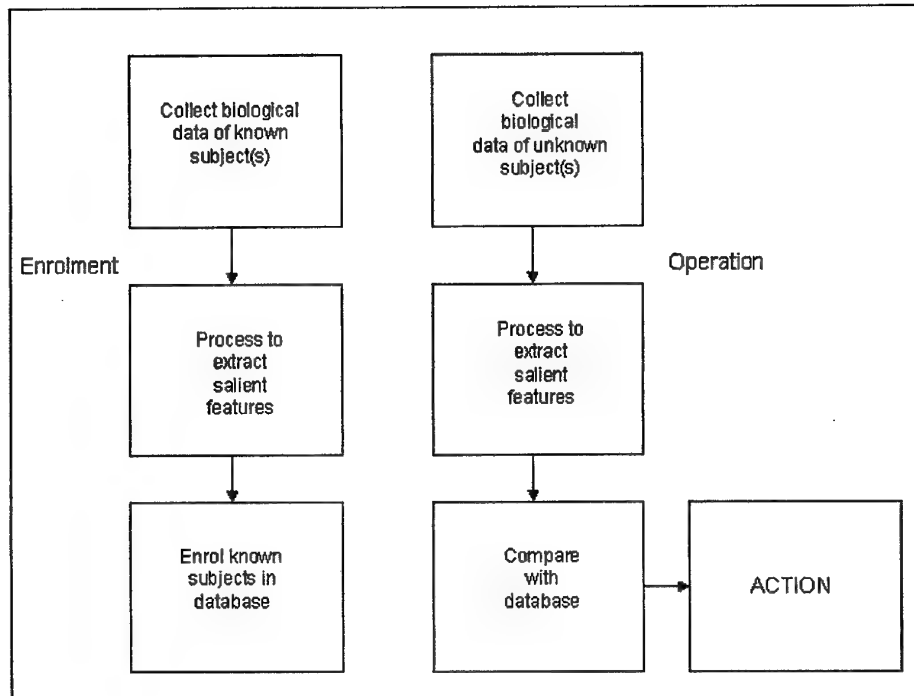 Collect biological
data of known
subject(s)
Collect
biological
data of unknown
subject(s)
Enrolment
Operation
Process to
extract
salient
features
Process to
extract
salient
features
Enrol known
subjects in
database
Compare
with
database
ACTION